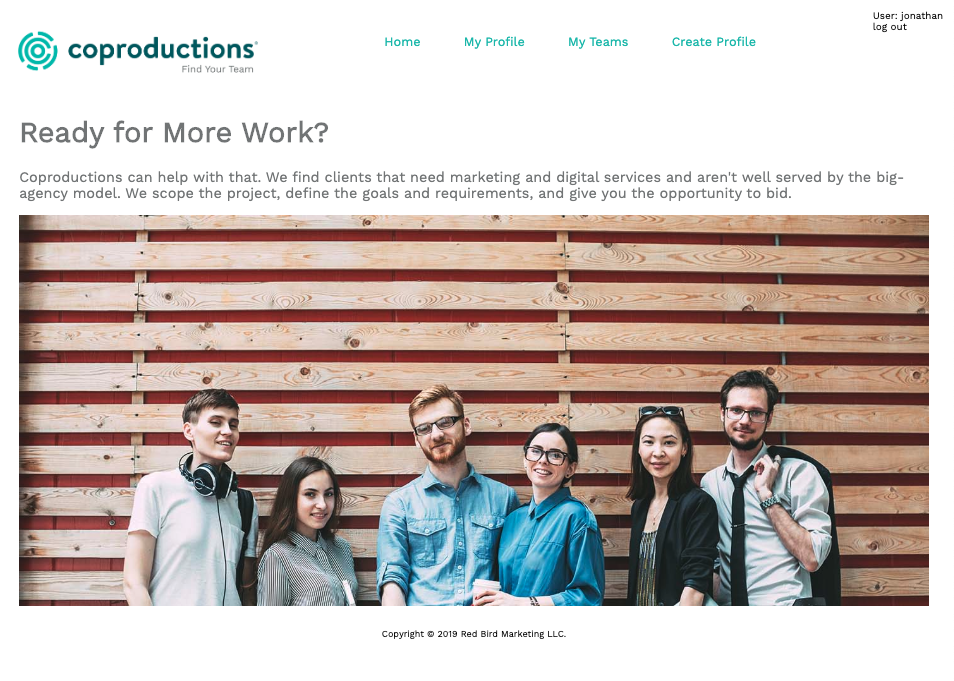 User: jonathan
log out
coproductions®
Find Your Team
Home My Profile My Teams Create Profile
Ready for More Work?
Coproductions can help with that. We find clients that need marketing and digital services and aren't well served by the big-
agency model. We scope the project, define the goals and requirements, and give you the opportunity to bid.
Copyright © 2019 Red Bird Marketing LLC.